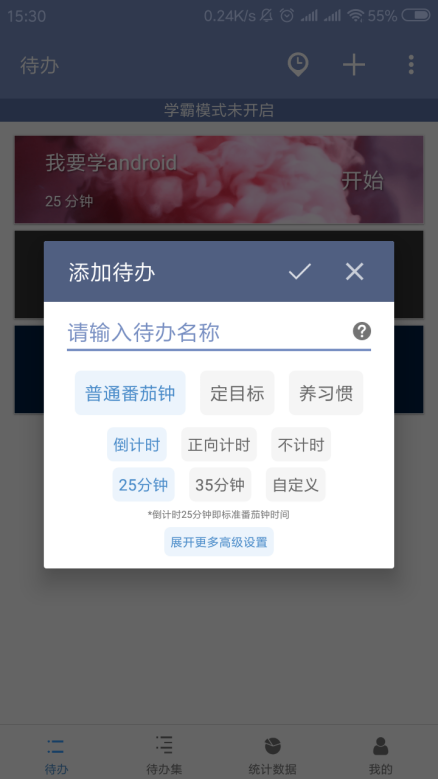 15:30 0.24K/s 55%
待办
学霸模式未开启
我要学android
25 分钟
开始
添加待办
请输入待办名称
普通番茄钟 定目标 养习惯
倒计时 正向计时 不计时
25分钟 35分钟 自定义
*倒计时25分钟即标准番茄钟时间
展开更多高级设置
待办 待办集 统计数据 我的